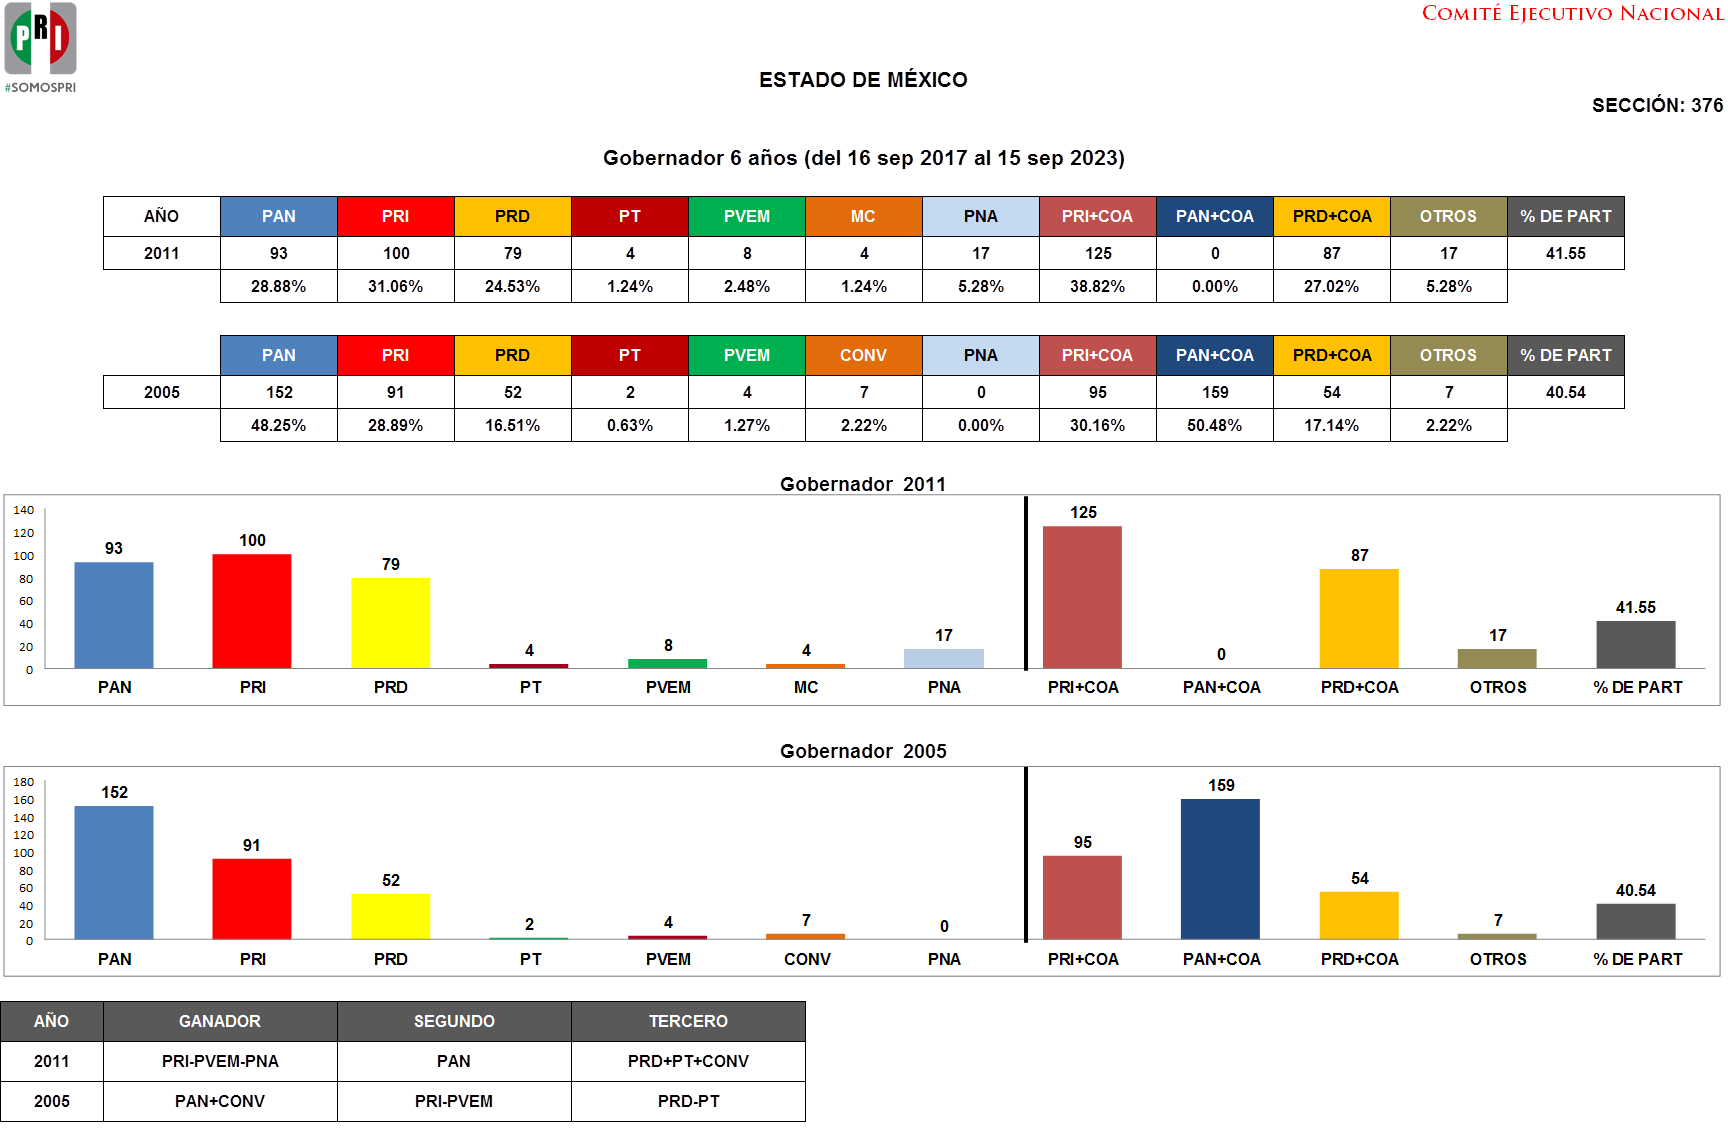 PRI
#SOMOSPRI
COMITÉ EJECUTIVO NACIONAL
ESTADO DE MÉXICO
SECCIÓN: 376
Gobernador 6 años (del 16 sep 2017 al 15 sep 2023)
AÑO PAN PRI PRD PT PVEM MC PNA PRI+COA PAN+COA PRD+COA OTROS % DE PART
2011 93 100 79 4 8 4 17 125 0 87 17 41.55
28.88% 31.06% 24.53% 1.24% 2.48% 1.24% 5.28% 38.82% 0.00% 27.02% 5.28%
PAN PRI PRD PT PVEM CONV PNA PRI+COA PAN+COA PRD+COA OTROS % DE PART
2005 152 91 52 2 4 7 0 95 159 54 7 40.54
48.25% 28.89% 16.51% 0.63% 1.27% 2.22% 0.00% 30.16% 50.48% 17.14% 2.22%
Gobernador 2011
140
120
100
80
60
40
20
0
93 100 79 4 8 4 17 125 0 87 17 41.55
PAN PRI PRD PT PVEM MC PNA PRI+COA PAN+COA PRD+COA OTROS % DE PART
Gobernador 2005
180
160
140
120
100
80
60
40
20
0
152 91 52 2 4 7 0 95 159 54 7 40.54
PAN PRI PRD PT PVEM CONV PNA PRI+COA PAN+COA PRD+COA OTROS % DE PART
AÑO GANADOR SEGUNDO TERCERO
2011 PRI-PVEM-PNA PAN PRD+PT+CONV
2005 PAN+CONV PRI-PVEM PRD-PT